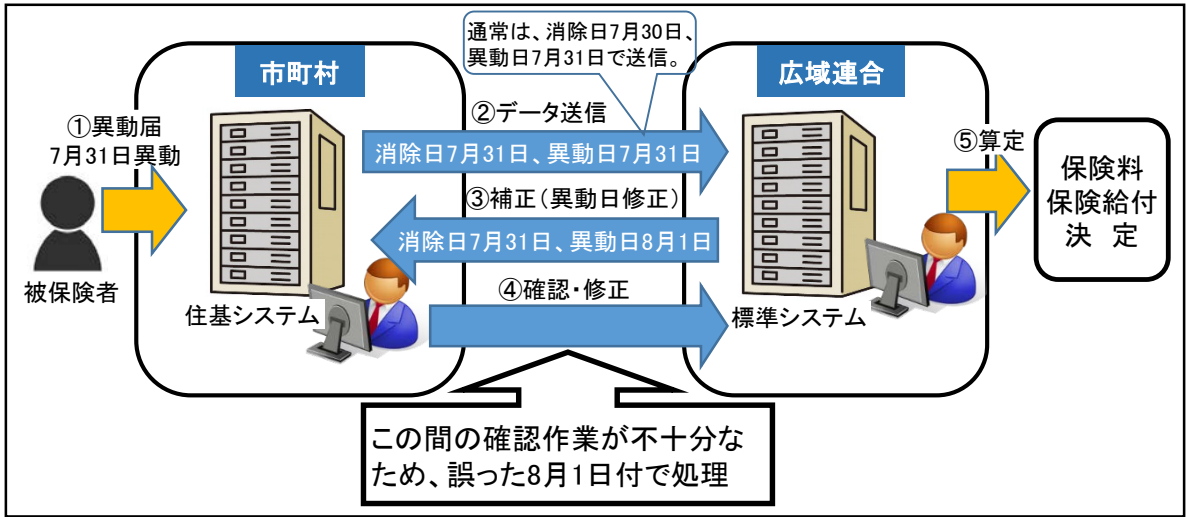 通常は、消除日7月30日、
異動日7月31日で送信。
市町村
広域連合
①異動届
7月31日異動
②データ送信
消除日7月31日、異動日7月31日
③補正(異動日修正)
消除日7月31日、異動日8月1日
④確認・修正
⑤算定
保険料
保険給付
決 定
被保険者
住基システム
標準システム
この間の確認作業が不十分な
ため、誤った8月1日付で処理